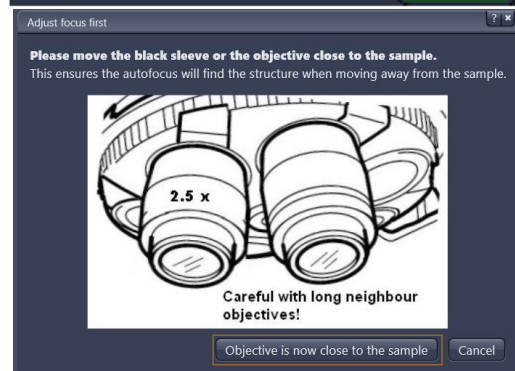 Adjust focus first
? ×
Please move the black sleeve or the objective close to the sample.
This ensures the autofocus will find the structure when moving away from the sample.
2.5 x
Careful with long neighbour
objectives!
Objective is now close to the sample
Cancel